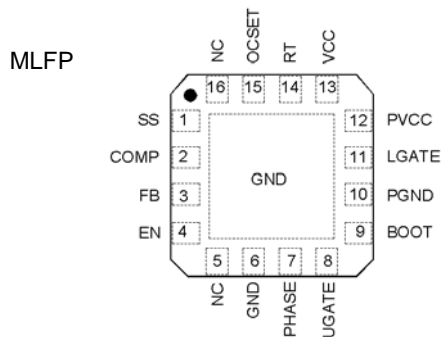 MLFP
NC OCSET RT VCC
16 15 14 13
SS 1 12 PVCC
COMP 2 11 LGATE
GND
FB 3 10 PGND
EN 4 9 BOOT
5 6 7 8
NC GND PHASE UGATE